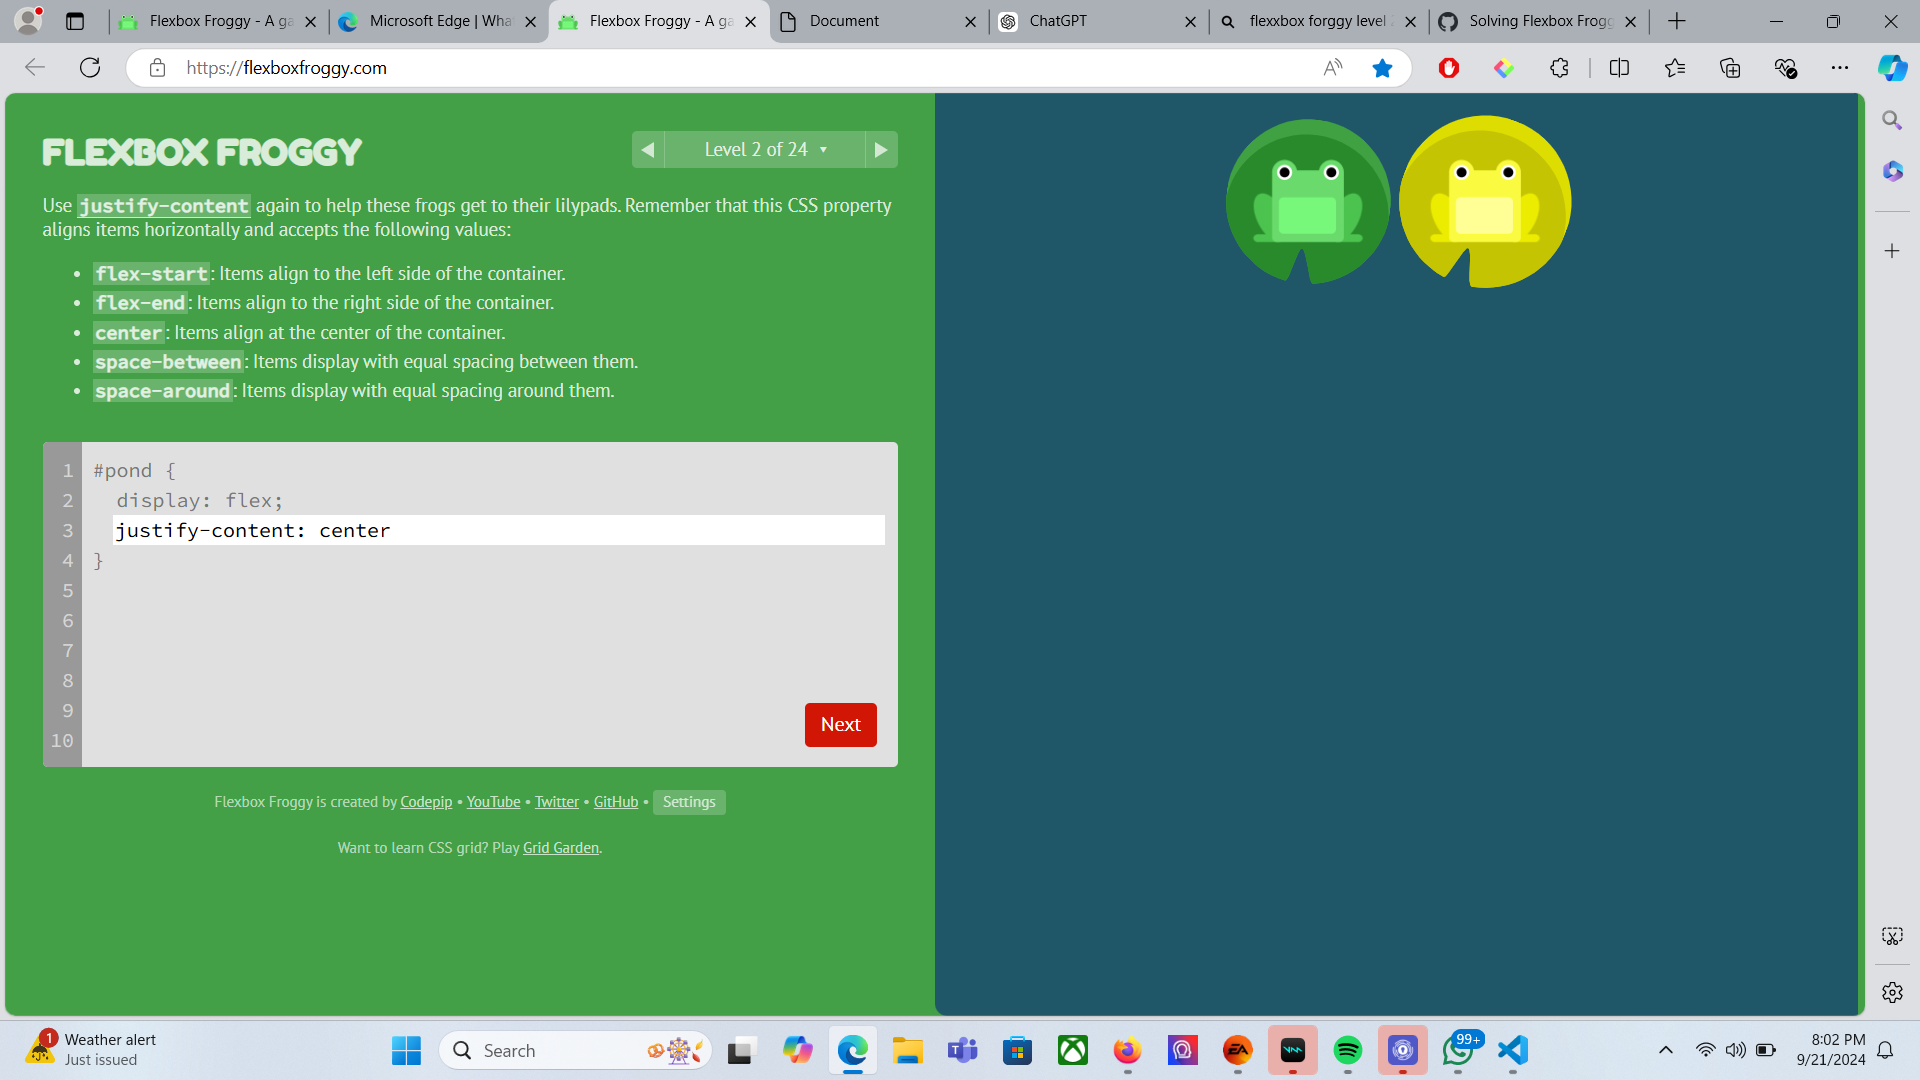 Flexbox Froggy - A ga
Microsoft Edge | Wha
Flexbox Froggy - A ga
Document
ChatGPT
flexxbox forggy level
Solving Flexbox Frogg
https://flexboxfroggy.com
FLEXBOX FROGGY
Level 2 of 24
Use justify-content again to help these frogs get to their lilypads. Remember that this CSS property
aligns items horizontally and accepts the following values:
• flex-start: Items align to the left side of the container.
• flex-end: Items align to the right side of the container.
• center: Items align at the center of the container.
• space-between: Items display with equal spacing between them.
• space-around: Items display with equal spacing around them.
1 #pond {
2 display: flex;
3 justify-content: center
4 }
5
6
7
8
9
10
Next
Flexbox Froggy is created by Codepip • YouTube • Twitter • GitHub • Settings
Want to learn CSS grid? Play Grid Garden.
1
Weather alert
Just issued
Search
99+
8:02 PM
9/21/2024